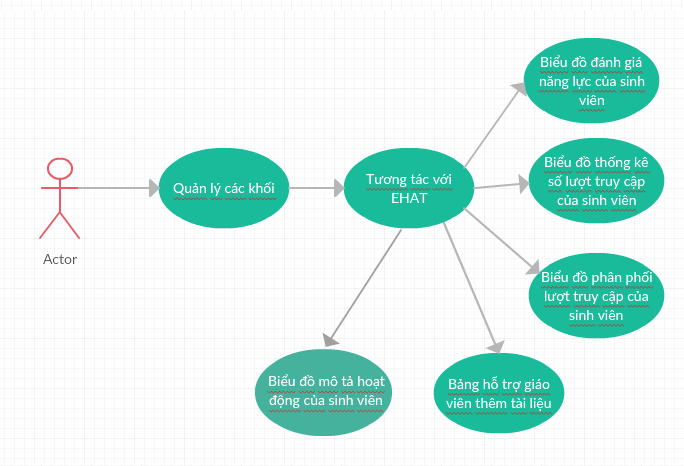 Biểu đồ đánh giá
năng lực của sinh
viên
Biểu đồ thống kê
số lượt truy cập
của sinh viên
Tương tác với
EHAT
Quản lý các khối
Actor
Biểu đồ phân phối
lượt truy cập của
sinh viên
Biểu đồ mô tả hoạt
động của sinh viên
Bảng hỗ trợ giáo
viên thêm tài liệu